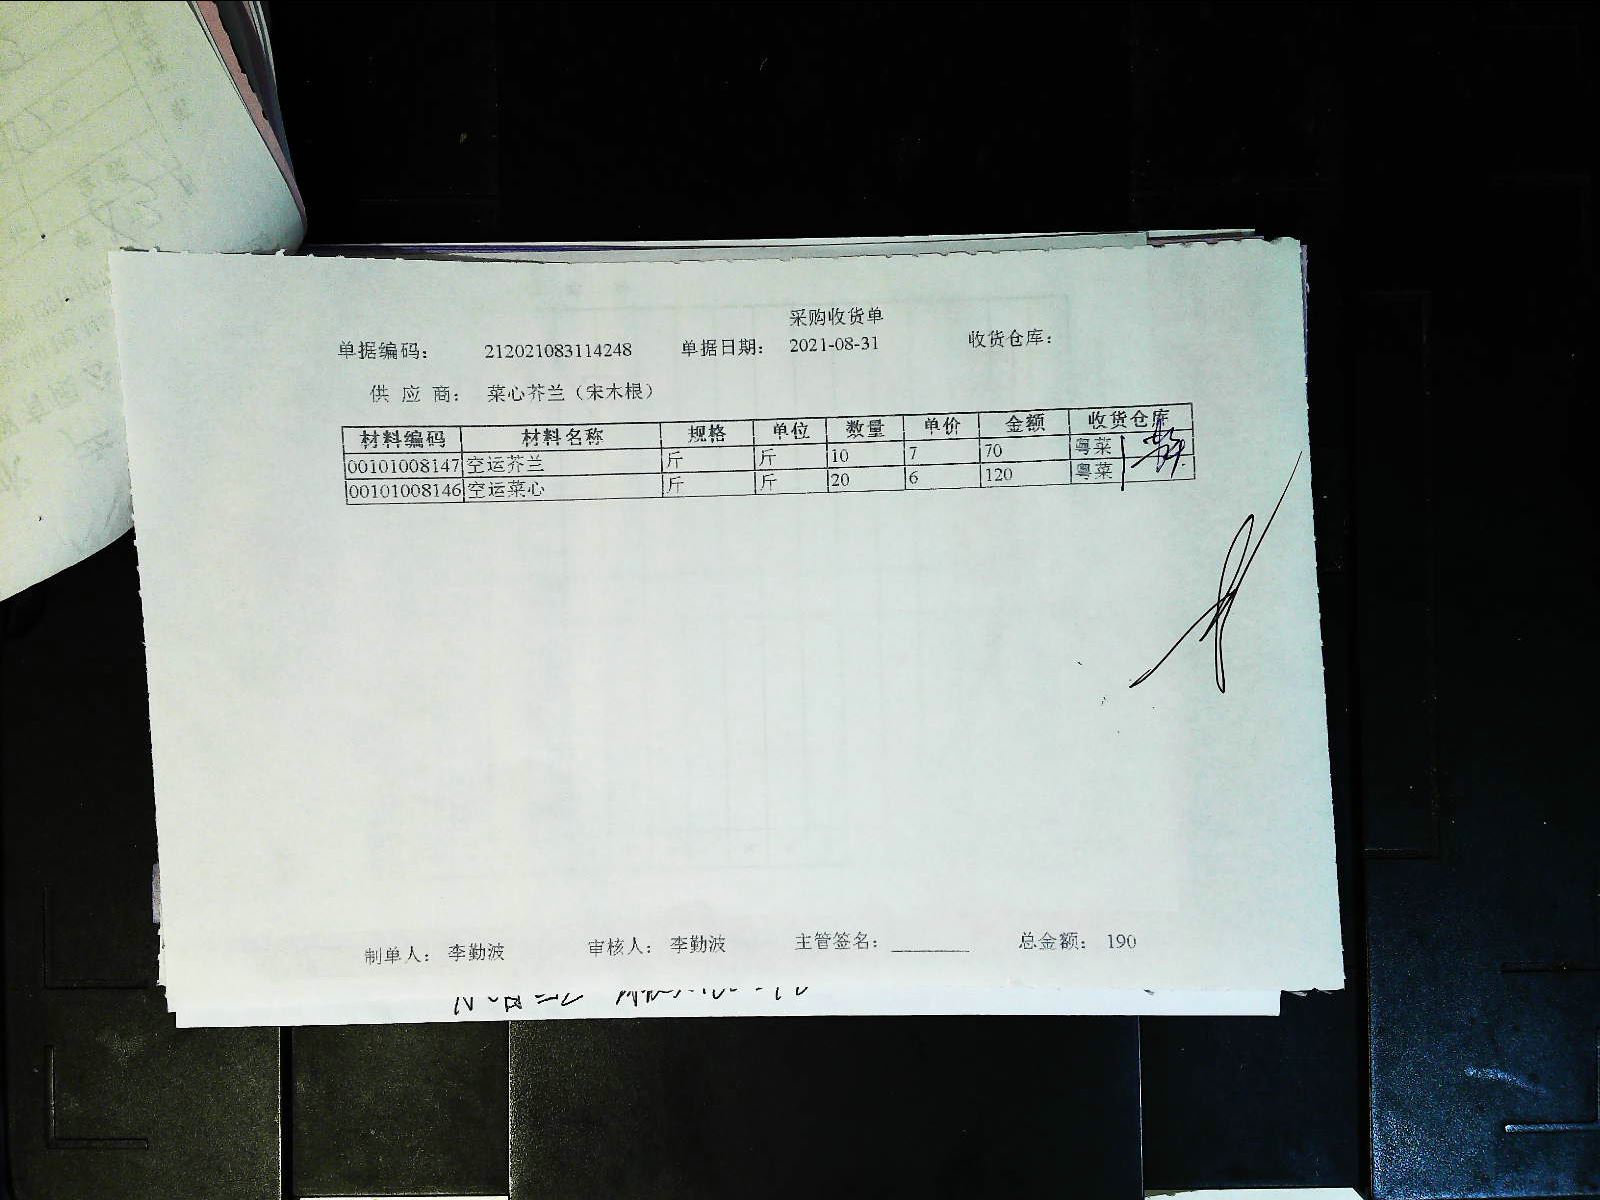 采购收货单
单据编码： 212021083114248 单据日期： 2021-08-31 收货仓库：
供 应 商： 菜心芥兰（宋木根）
材料编码 材料名称 规格 单位 数量 单价 金额 收货仓库
00101008147 空运芥兰 斤 斤 10 7 70 粤菜
00101008146 空运菜心 斤 斤 20 6 120 粤菜
制单人： 李勤波 审核人： 李勤波 主管签名： 总金额： 190